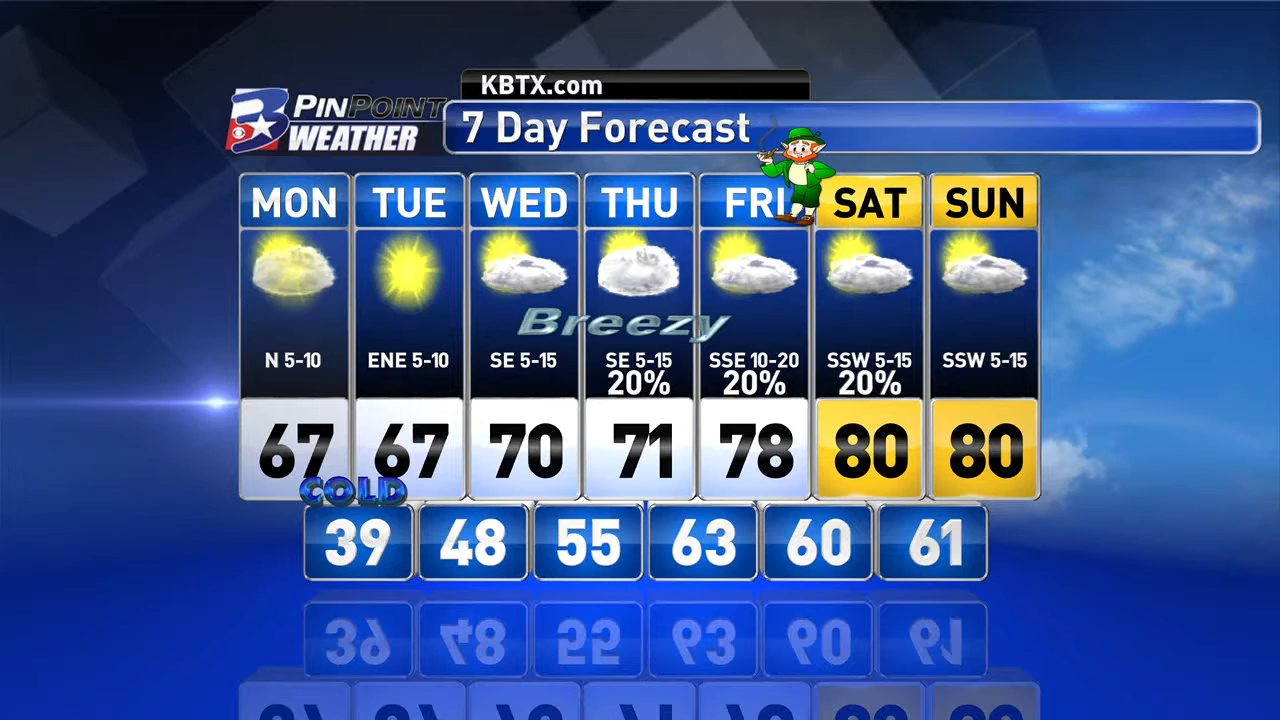 KBTX.com
PINPOINT
WEATHER
7 Day Forecast
MON TUE WED THU FRI SAT SUN
Breezy
N 5-10 ENE 5-10 SE 5-15 SE 5-15 SSE 10-20 SSW 5-15 SSW 5-15
20% 20% 20%
67 67 70 71 78 80 80
COLD
39 48 55 63 60 61